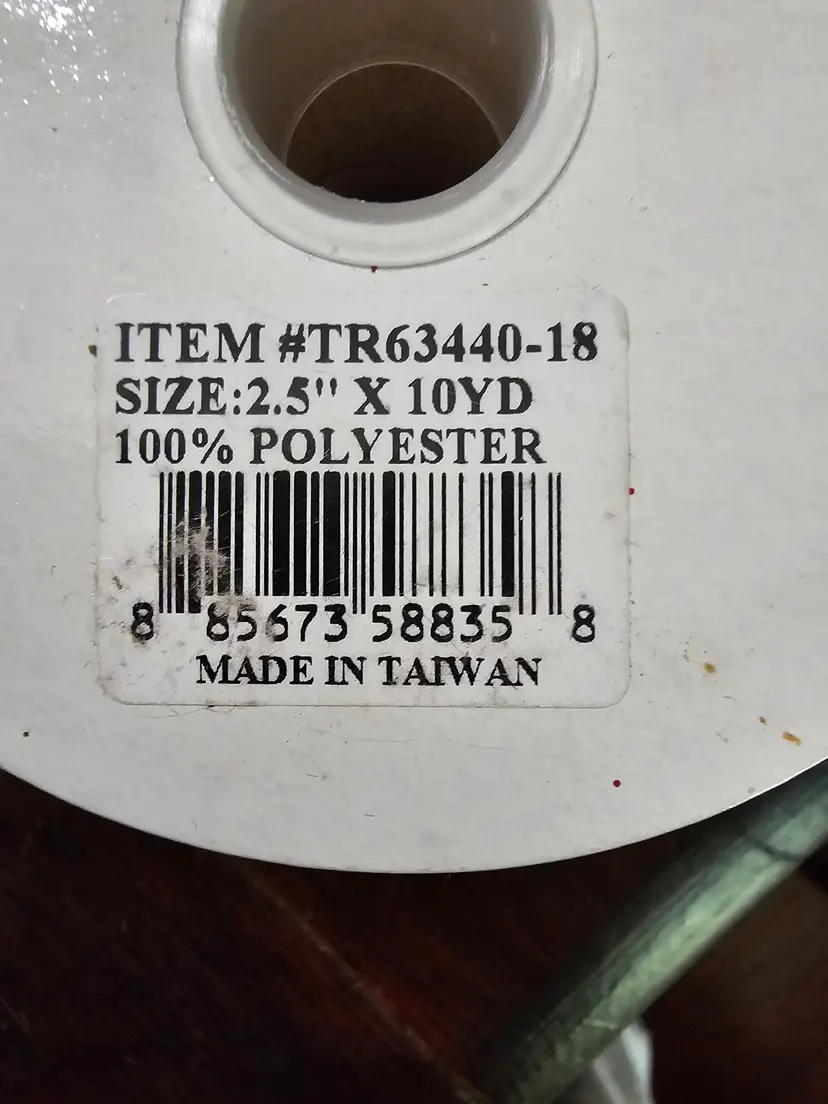 ITEM #TR63440-18
SIZE:2.5" X 10YD
100% POLYESTER
8 85673 58835 8
MADE IN TAIWAN